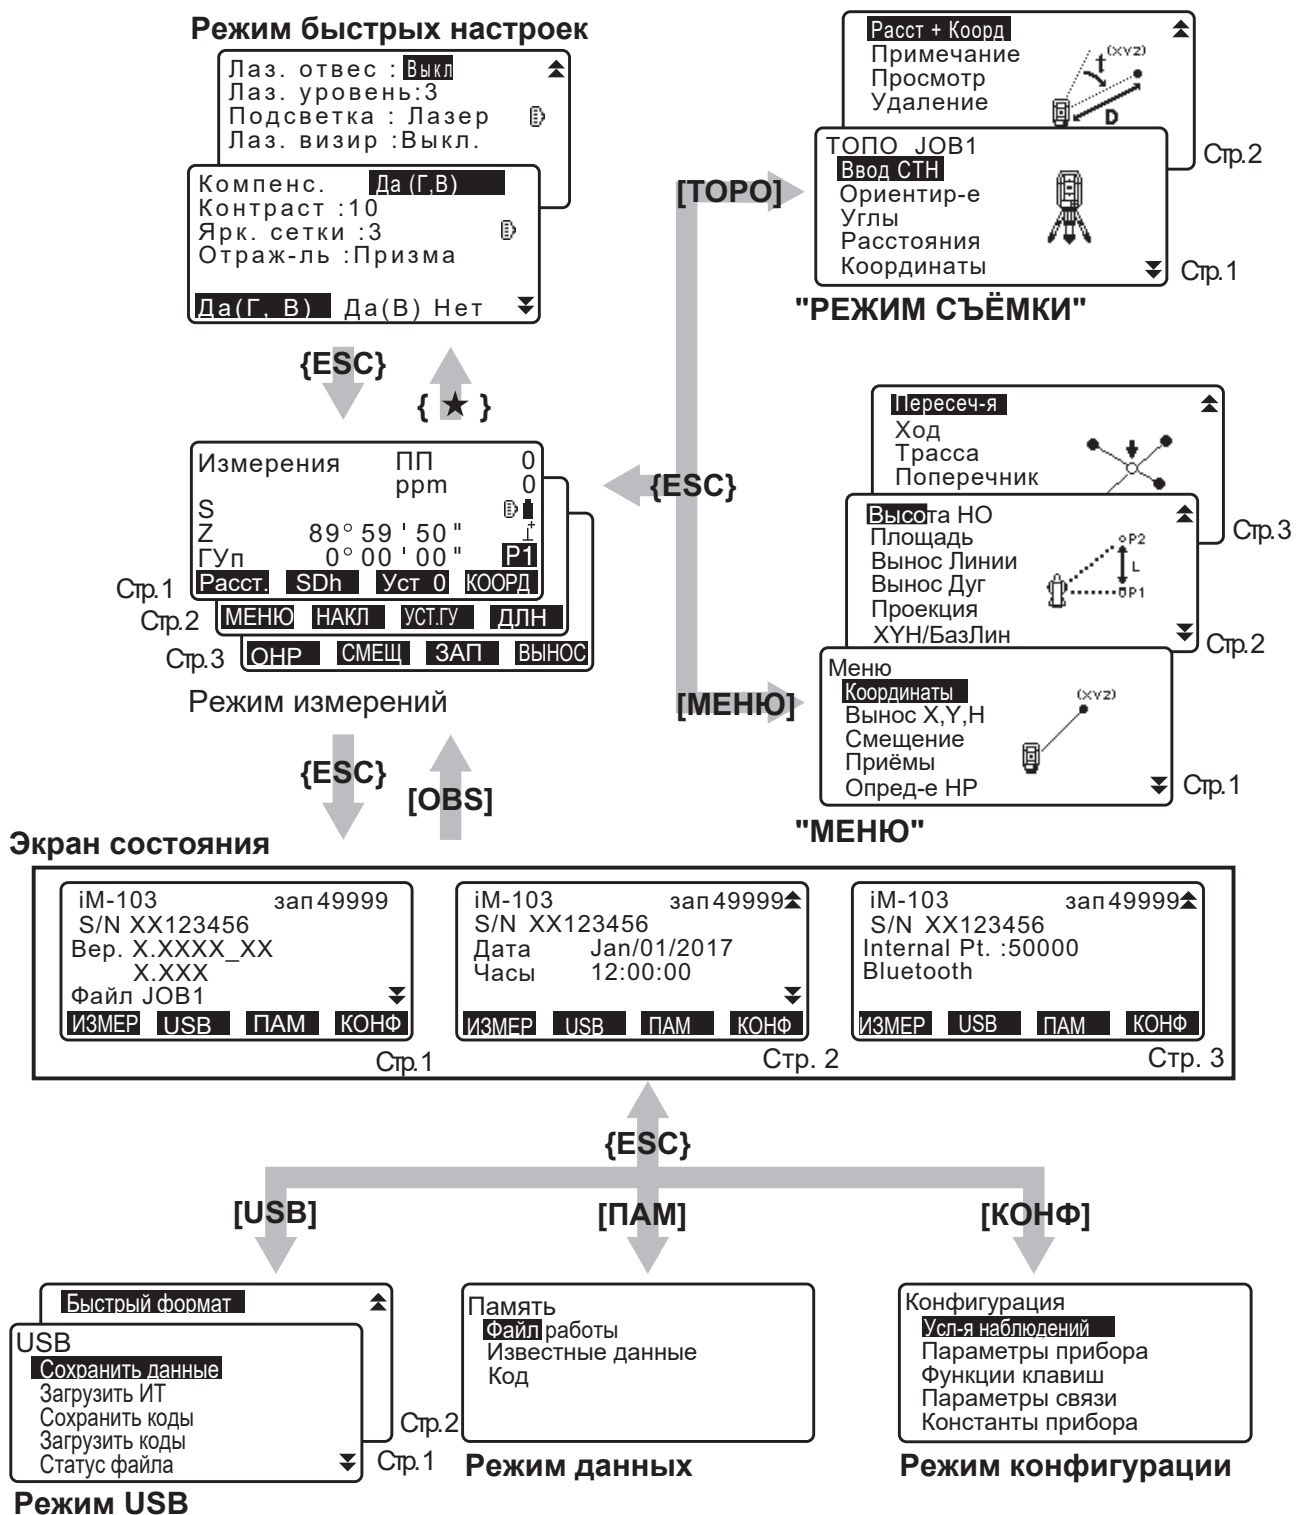 Режим быстрых настроек
Лаз. отвес : Выкл
Лаз. уровень:3
Подсветка : Лазер
Лаз. визир :Выкл.
Компенс. Да (Г,В)
Контраст :10
Ярк. сетки :3
Отраж-ль :Призма
Да(Г, В) Да(В) Нет
{ESC}
{ ★ }
Расст + Коорд
Примечание
Просмотр
Удаление
(XYZ)
t
D
Стр.2
ТОПО JOB1
Ввод СТН
Ориентир-е
Углы
Расстояния
Координаты
Стр.1
"РЕЖИМ СЪЁМКИ"
[TOPO]
{ESC}
[МЕНЮ]
Измерения ПП 0
ppm 0
S
Z 89° 59 ' 50 "
ГУп 0° 00 ' 00 " P1
Расст. SDh Уст 0 КООРД
Стр.1
МЕНЮ НАКЛ УСТ.ГУ ДЛН
Стр.2
ОНР СМЕЩ ЗАП ВЫНОС
Стр.3
Режим измерений
Пересеч-я
Ход
Трасса
Поперечник
Стр.3
Высота НО
Площадь
Вынос Линии
Вынос Дуг
Проекция
XYH/БазЛин
P2
L
P1
Стр.2
Меню
Координаты
Вынос X,Y,H
Смещение
Приёмы
Опред-е НР
(XYZ)
Стр.1
"МЕНЮ"
{ESC}
[OBS]
Экран состояния
iM-103 зап 49999
S/N XX123456
Вер. X.XXXX_XX
X.XXX
Файл JOB1
ИЗМЕР USB ПАМ КОНФ
Стр.1
iM-103 зап 49999
S/N XX123456
Дата Jan/01/2017
Часы 12:00:00
ИЗМЕР USB ПАМ КОНФ
Стр. 2
iM-103 зап 49999
S/N XX123456
Internal Pt. :50000
Bluetooth
ИЗМЕР USB ПАМ КОНФ
Стр. 3
{ESC}
[USB]
[ПАМ]
[КОНФ]
Быстрый формат
Стр.2
USB
Сохранить данные
Загрузить ИТ
Сохранить коды
Загрузить коды
Статус файла
Стр.1
Режим USB
Память
Файл работы
Известные данные
Код
Режим данных
Конфигурация
Усл-я наблюдений
Параметры прибора
Функции клавиш
Параметры связи
Константы прибора
Режим конфигурации